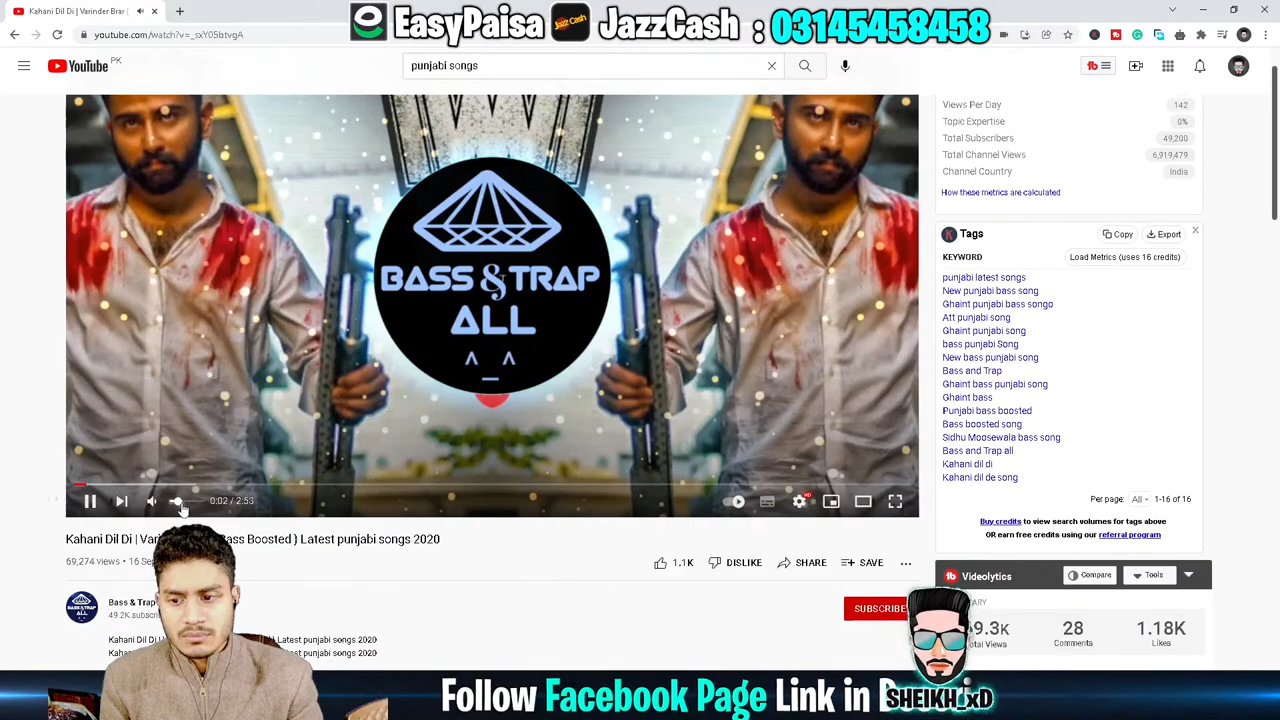 EasyPaisa JazzCash : 03145458458
Kahani Dil Di | Varinder Brar |
youtube.com/watch?v=_sxY05btvgA
YouTube PK
punjabi songs
Views Per Day 142
Topic Expertise 0%
Total Subscribers 49,200
Total Channel Views 6,919,479
Channel Country India
How these metrics are calculated
BASS & TRAP
ALL
^ ^
_
Tags Copy Export
KEYWORD Load Metrics (uses 16 credits)
punjabi latest songs
New punjabi bass song
Ghaint punjabi bass songo
Att punjabi song
Ghaint punjabi song
bass punjabi Song
New bass punjabi song
Bass and Trap
Ghaint bass punjabi song
Ghaint bass
Punjabi bass boosted
Bass boosted song
Sidhu Moosewala bass song
Bass and Trap all
Kahani dil di
Kahani dil de song
Per page: All 1-16 of 16
Buy credits to view search volumes for tags above
OR earn free credits using our referral program
0:02 / 2:53
Kahani Dil Di | Bass Boosted } Latest punjabi songs 2020
69,274 views • 16
1.1K DISLIKE SHARE SAVE
Videolytics Compare Tools
Bass & Trap
49.2K
SUBSCRIBE
9.3K 28 1.18K
Views Comments Likes
Kahani Dil Di Latest punjabi songs 2020
Kahani Dil Di Latest punjabi songs 2020
Follow Facebook Page Link in
SHEIKH_xD